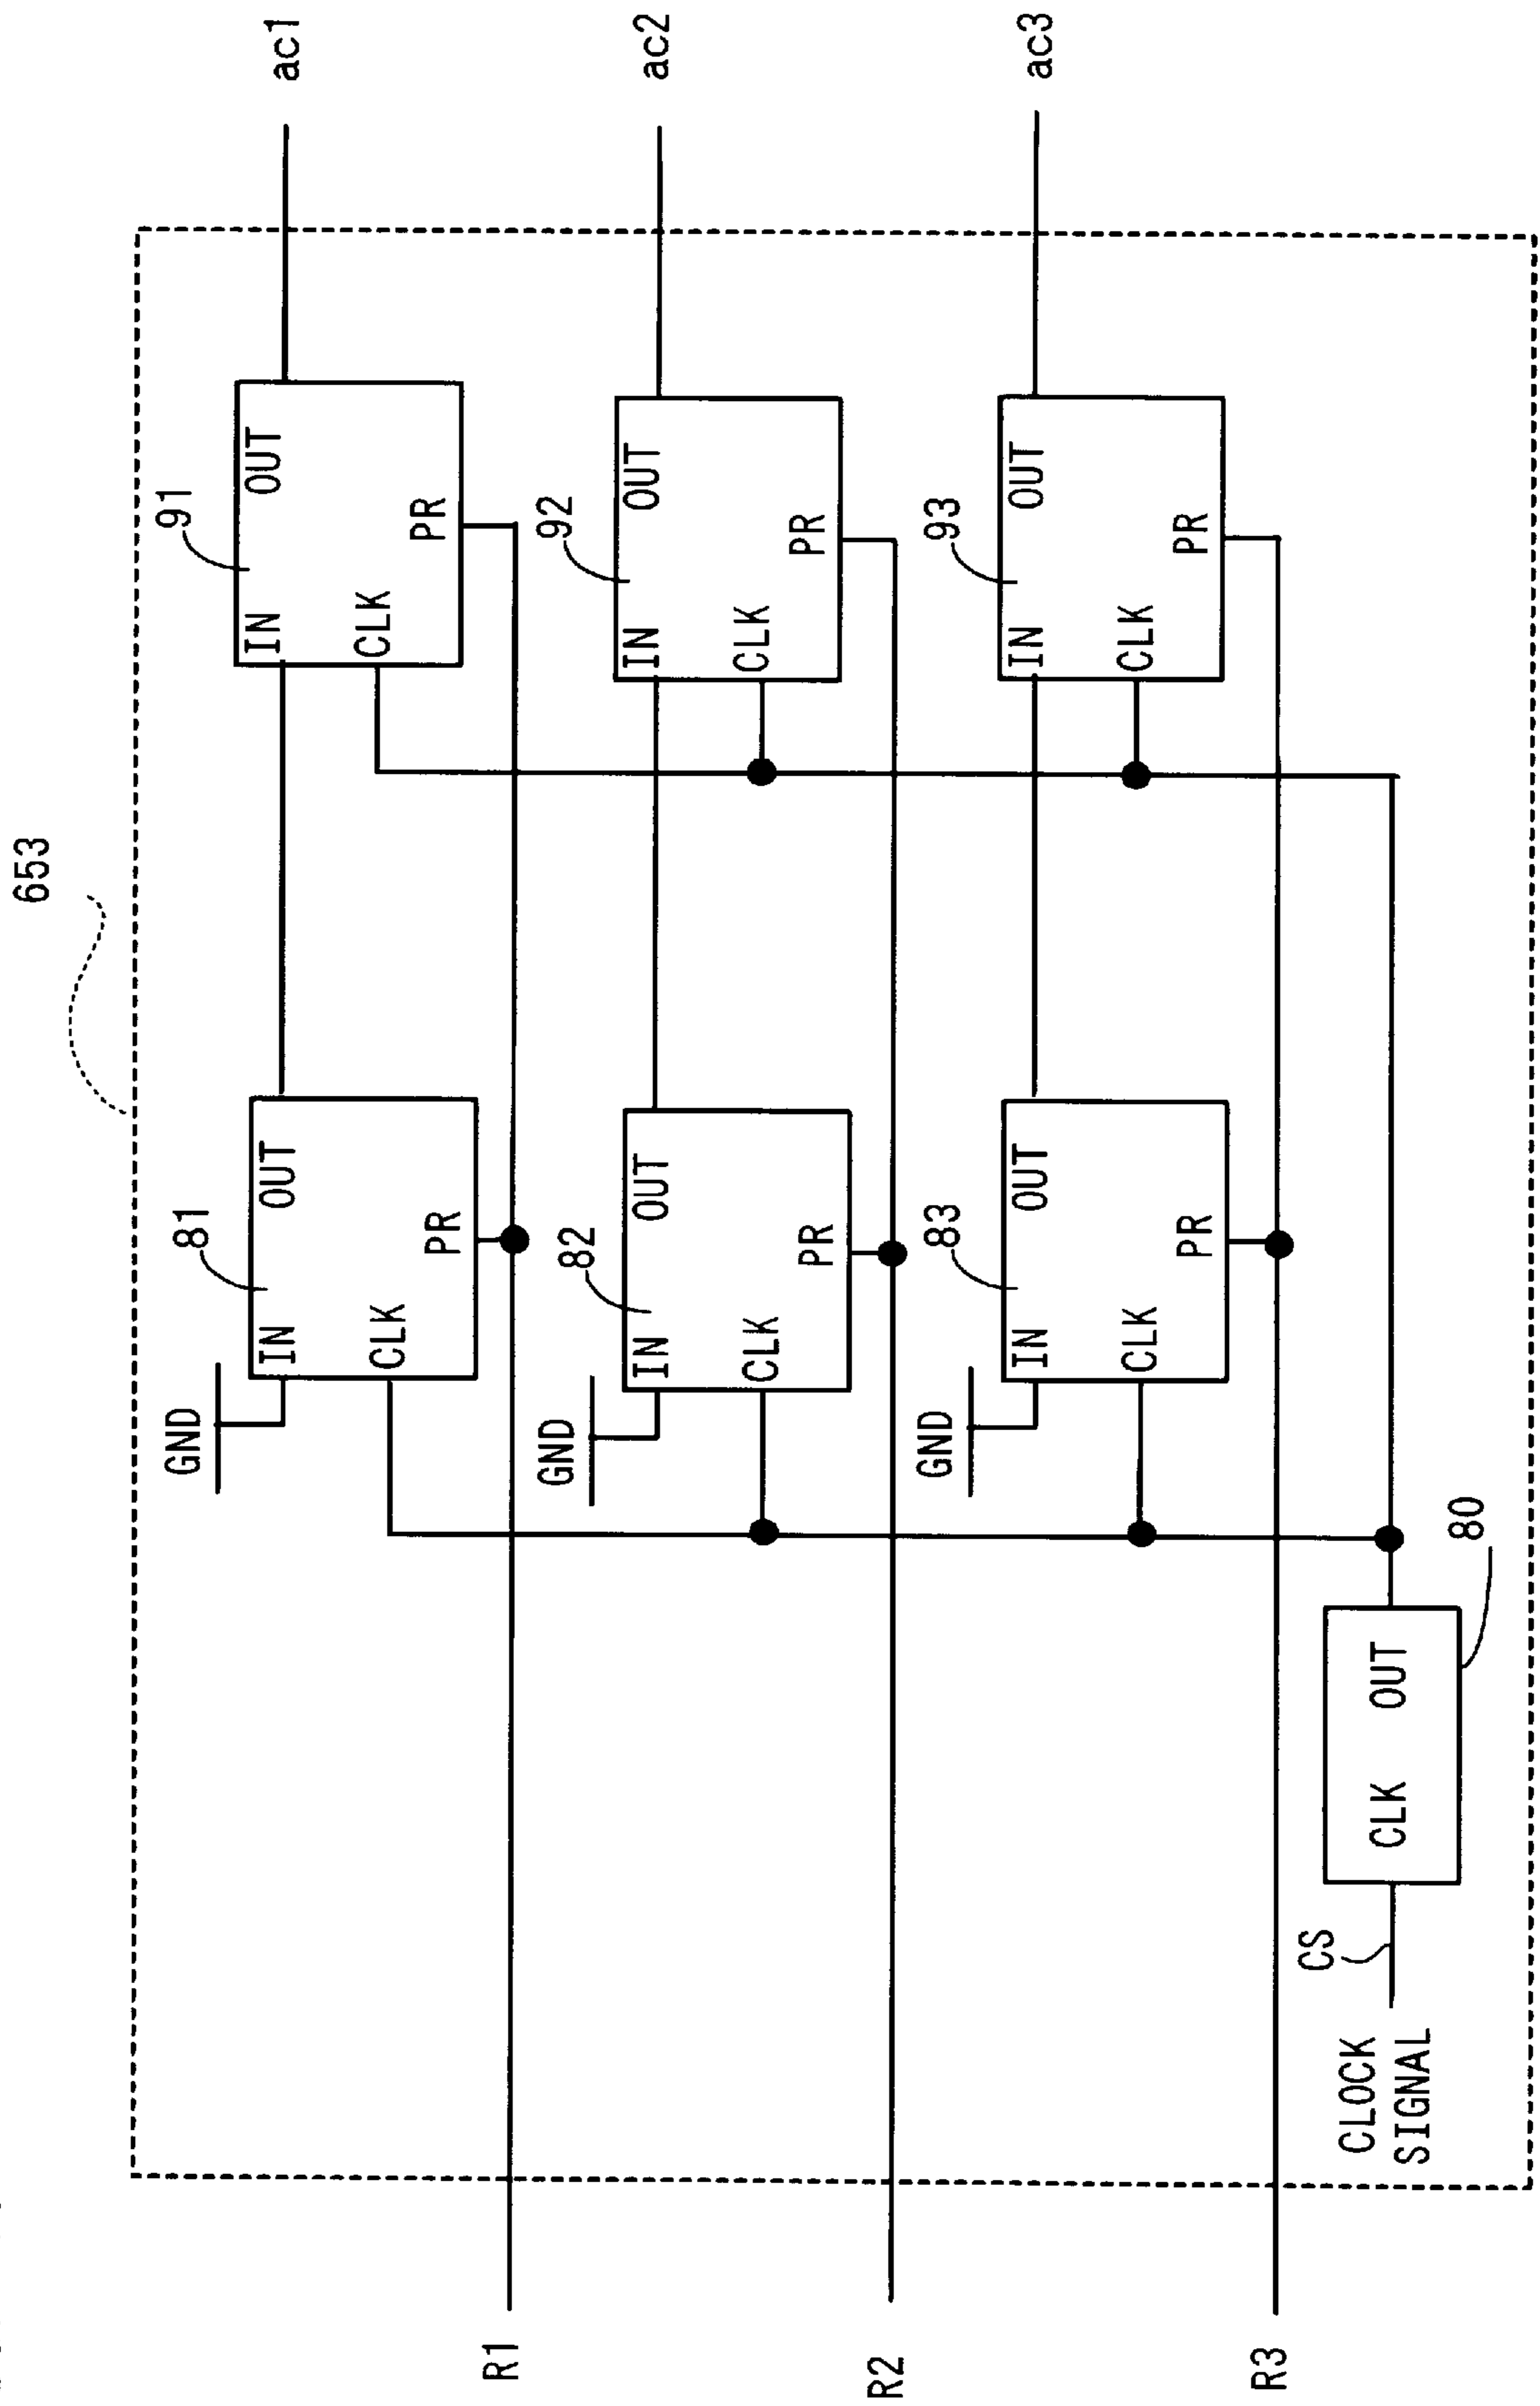 653
81
IN OUT
CLK PR
GND
91
IN OUT
CLK PR
ac1
R1
82
IN OUT
CLK PR
GND
92
IN OUT
CLK PR
ac2
R2
83
IN OUT
CLK PR
GND
93
IN OUT
CLK PR
ac3
R3
CLOCK
SIGNAL
CS
CLK OUT
80